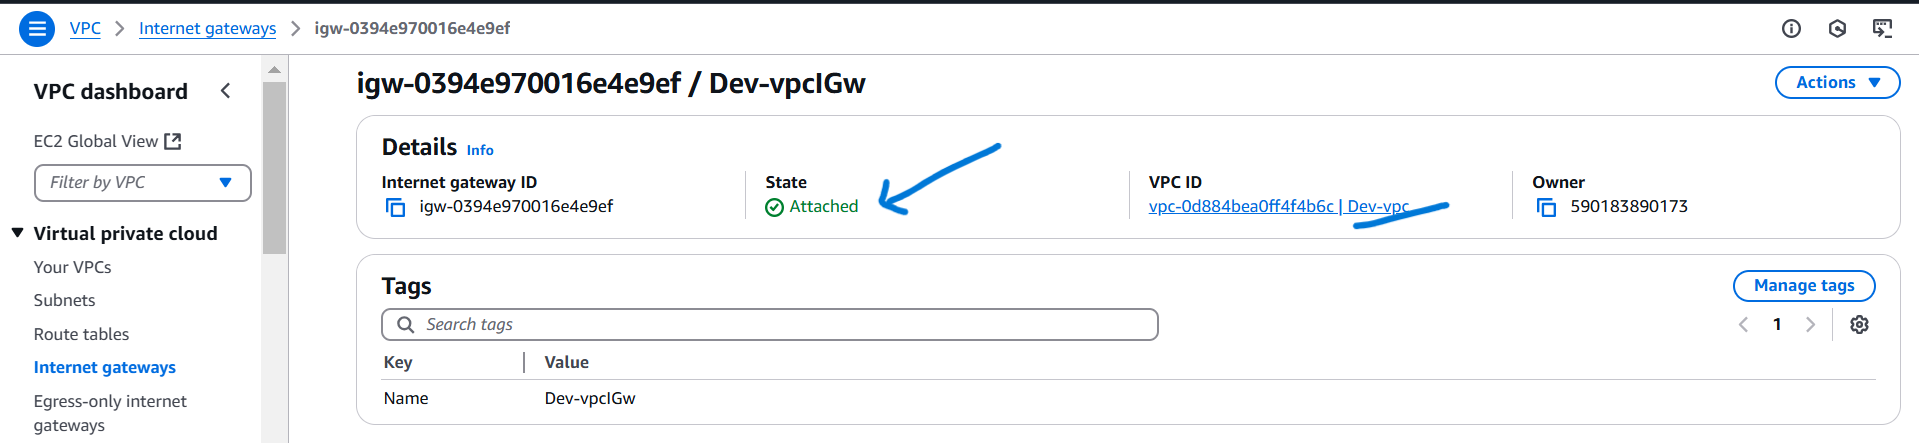 VPC > Internet gateways > igw-0394e970016e4e9ef
VPC dashboard
EC2 Global View
Filter by VPC
Virtual private cloud
Your VPCs
Subnets
Route tables
Internet gateways
Egress-only internet
gateways
igw-0394e970016e4e9ef / Dev-vpcIGw
Actions
Details Info
Internet gateway ID
igw-0394e970016e4e9ef
State
Attached
VPC ID
vpc-0d884bea0ff4f4b6c | Dev-vpc
Owner
590183890173
Tags
Manage tags
Search tags
1
Key Value
Name Dev-vpcIGw